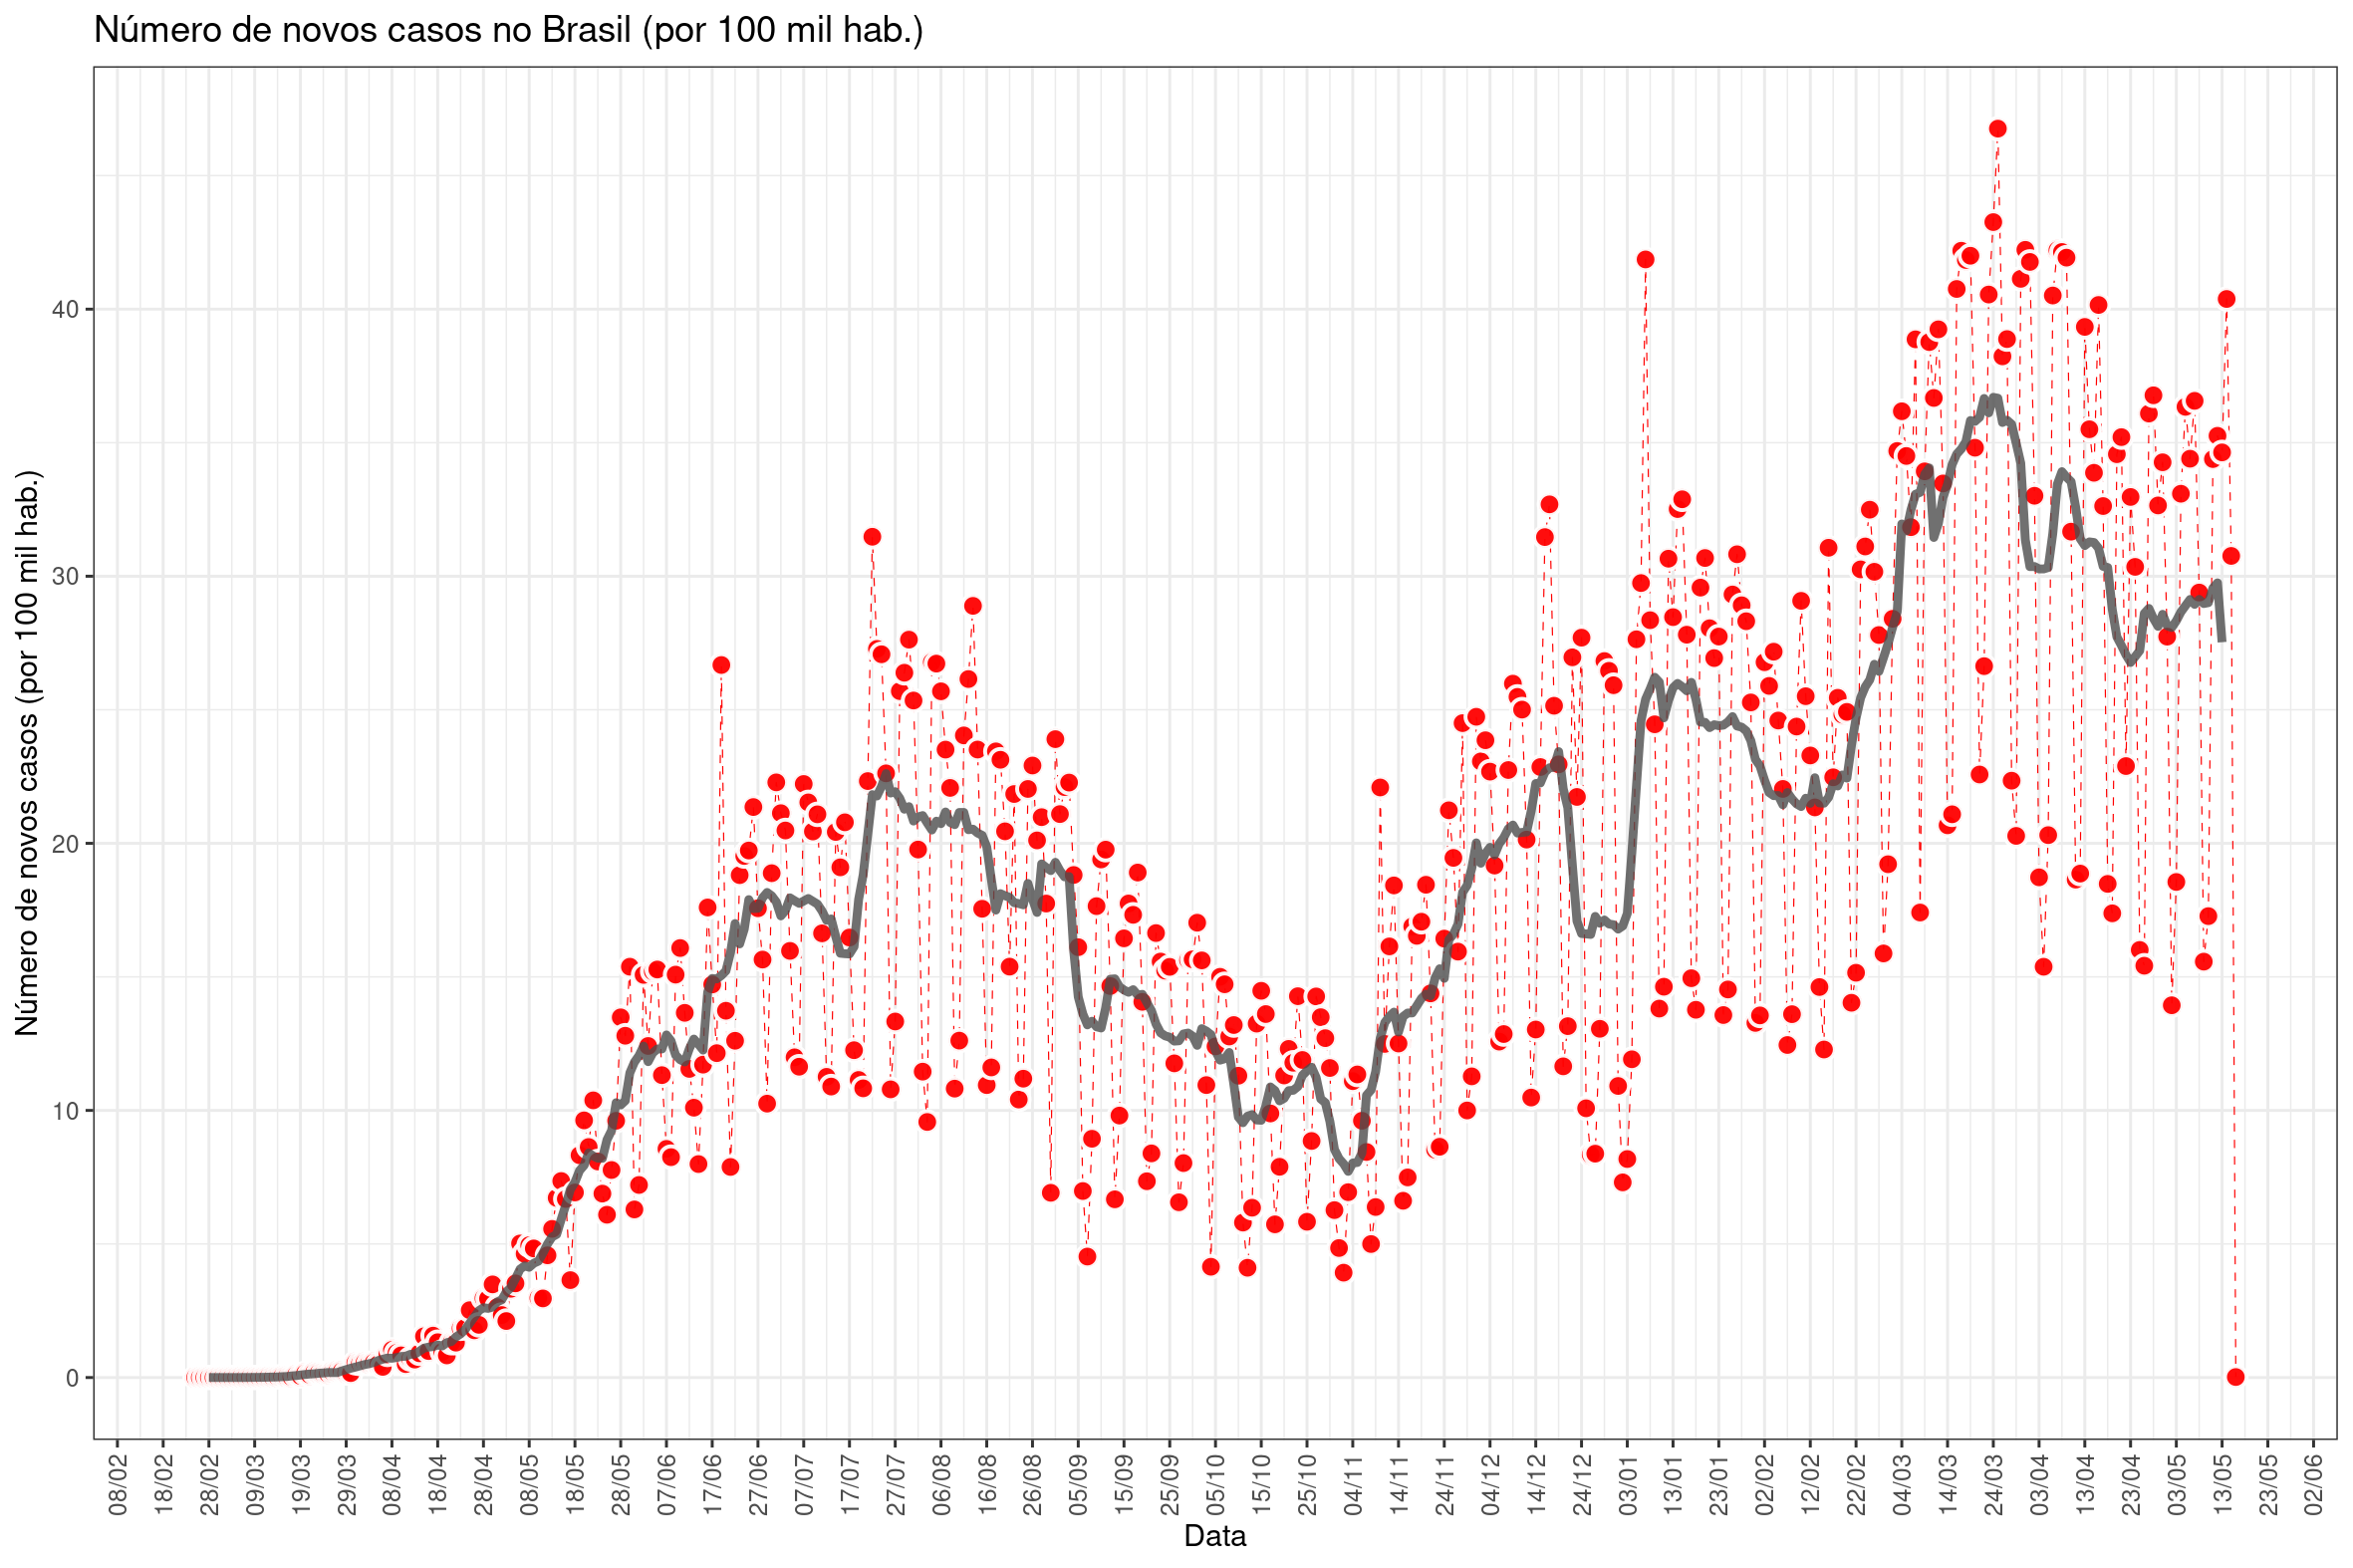 Número de novos casos no Brasil (por 100 mil hab.)
Número de novos casos (por 100 mil hab.)
40
30
20
10
0
08/02 18/02 28/02 09/03 19/03 29/03 08/04 18/04 28/04 08/05 18/05 28/05 07/06 17/06 27/06 07/07 17/07 27/07 06/08 16/08 26/08 05/09 15/09 25/09 05/10 15/10 25/10 04/11 14/11 24/11 04/12 14/12 24/12 03/01 13/01 23/01 02/02 12/02 22/02 04/03 14/03 24/03 03/04 13/04 23/04 03/05 13/05 23/05 02/06
Data